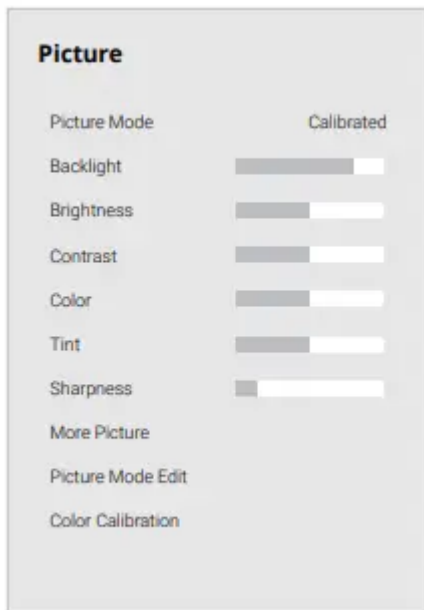 Picture
Picture Mode Calibrated
Backlight
Brightness
Contrast
Color
Tint
Sharpness
More Picture
Picture Mode Edit
Color Calibration